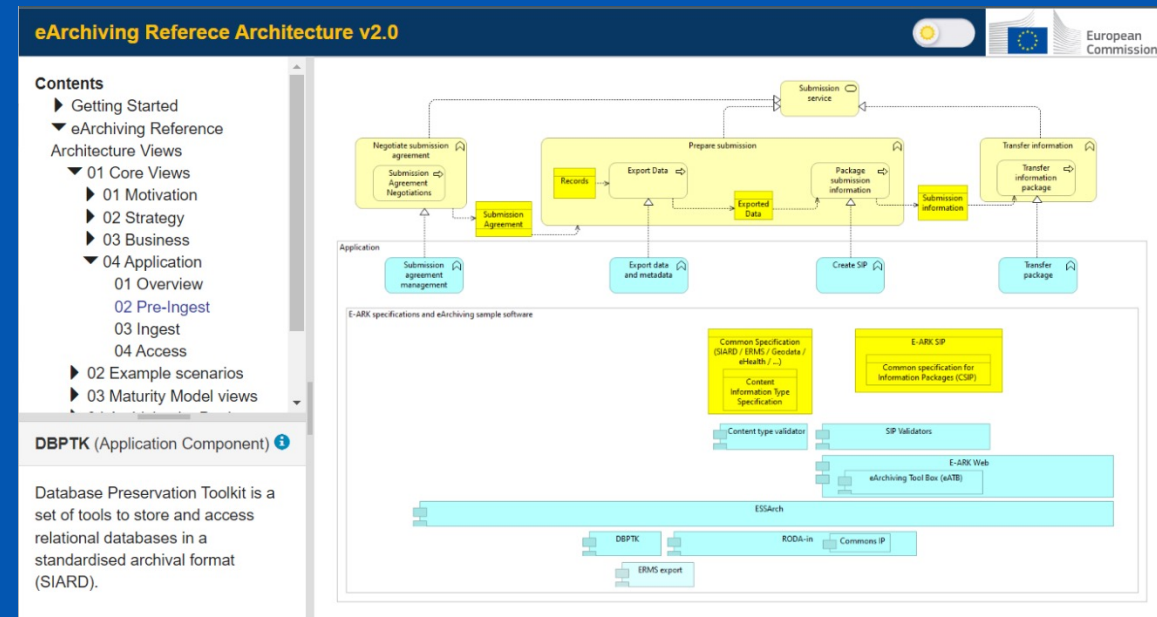 eArchiving Referece Architecture v2.0
European
Commission
Contents
Getting Started
eArchiving Reference
Architecture Views
01 Core Views
01 Motivation
02 Strategy
03 Business
04 Application
01 Overview
02 Pre-Ingest
03 Ingest
04 Access
02 Example scenarios
03 Maturity Model views
DBPTK (Application Component)
Database Preservation Toolkit is a
set of tools to store and access
relational databases in a
standardised archival format
(SIARD).
Submission
service
Negotiate submission
agreement
Submission
Agreement
Negotiations
Submission
Agreement
Prepare submission
Records
Export Data
Exported
Data
Package
submission
information
Submission
information
Transfer information
Transfer
information
package
Application
Submission
agreement
management
Export data
and metadata
Create SIP
Transfer
package
E-ARK specifications and eArchiving sample software
Common Specification
(SIARD / ERMS / Geodata /
eHealth / ...)
Content
Information Type
Specification
E-ARK SIP
Common specification for
Information Packages (CSIP)
Content type validator
SIP Validators
E-ARK Web
eArchiving Tool Box (eATB)
ESSArch
DBPTK
RODA-in
Commons IP
ERMS export